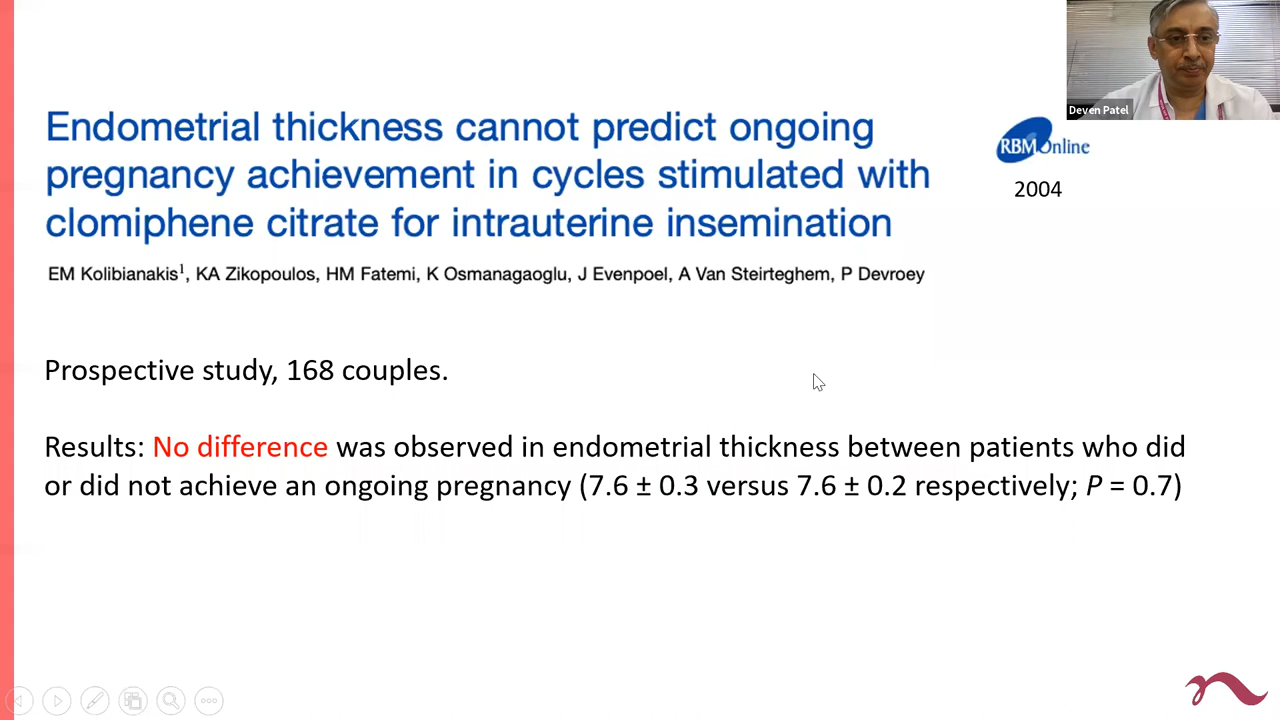 Deven Patel
Endometrial thickness cannot predict ongoing
pregnancy achievement in cycles stimulated with
clomiphene citrate for intrauterine insemination
RBMOnline
2004
EM Kolibianakis¹, KA Zikopoulos, HM Fatemi, K Osmanagaoglu, J Evenpoel, A Van Steirteghem, P Devroey
Prospective study, 168 couples.
Results: No difference was observed in endometrial thickness between patients who did
or did not achieve an ongoing pregnancy (7.6 ± 0.3 versus 7.6 ± 0.2 respectively; P = 0.7)